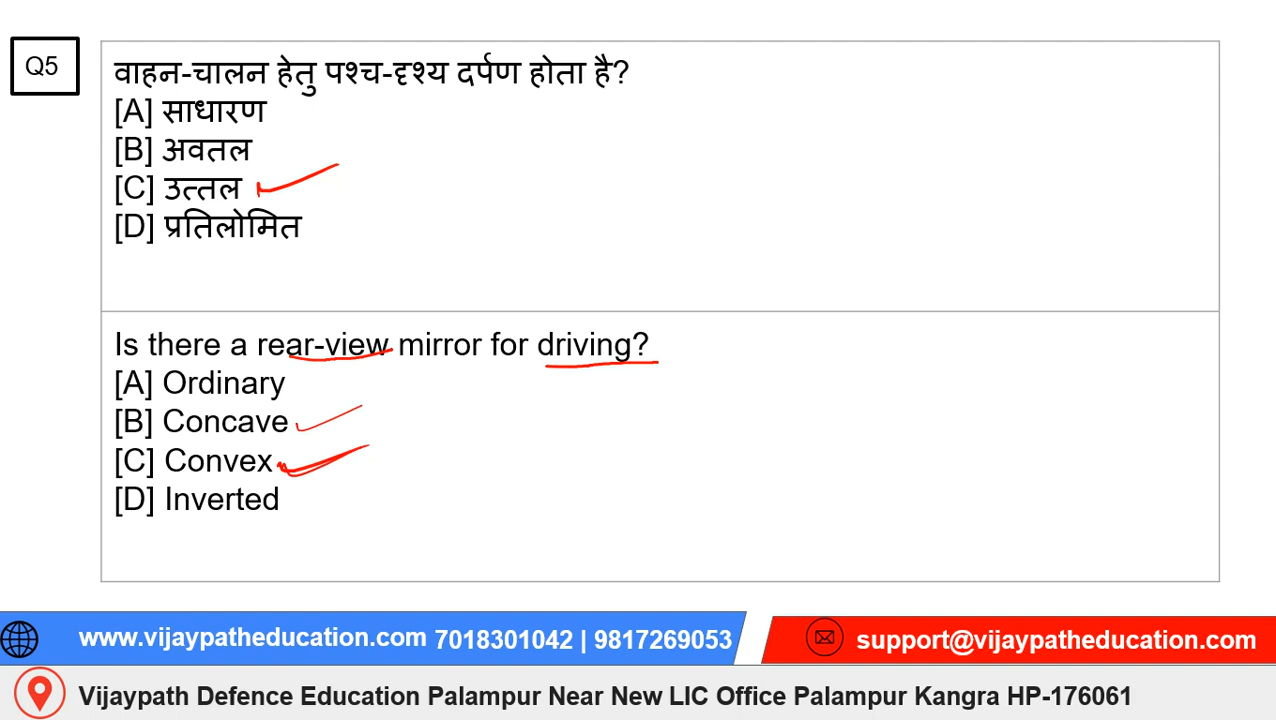 Q5
वाहन-चालन हेतु पश्च-दृश्य दर्पण होता है?
[A] साधारण
[B] अवतल
[C] उत्तल
[D] प्रतिलोमित
Is there a rear-view mirror for driving?
[A] Ordinary
[B] Concave
[C] Convex
[D] Inverted
www.vijaypatheducation.com 7018301042 | 9817269053
support@vijaypatheducation.com
Vijaypath Defence Education Palampur Near New LIC Office Palampur Kangra HP-176061